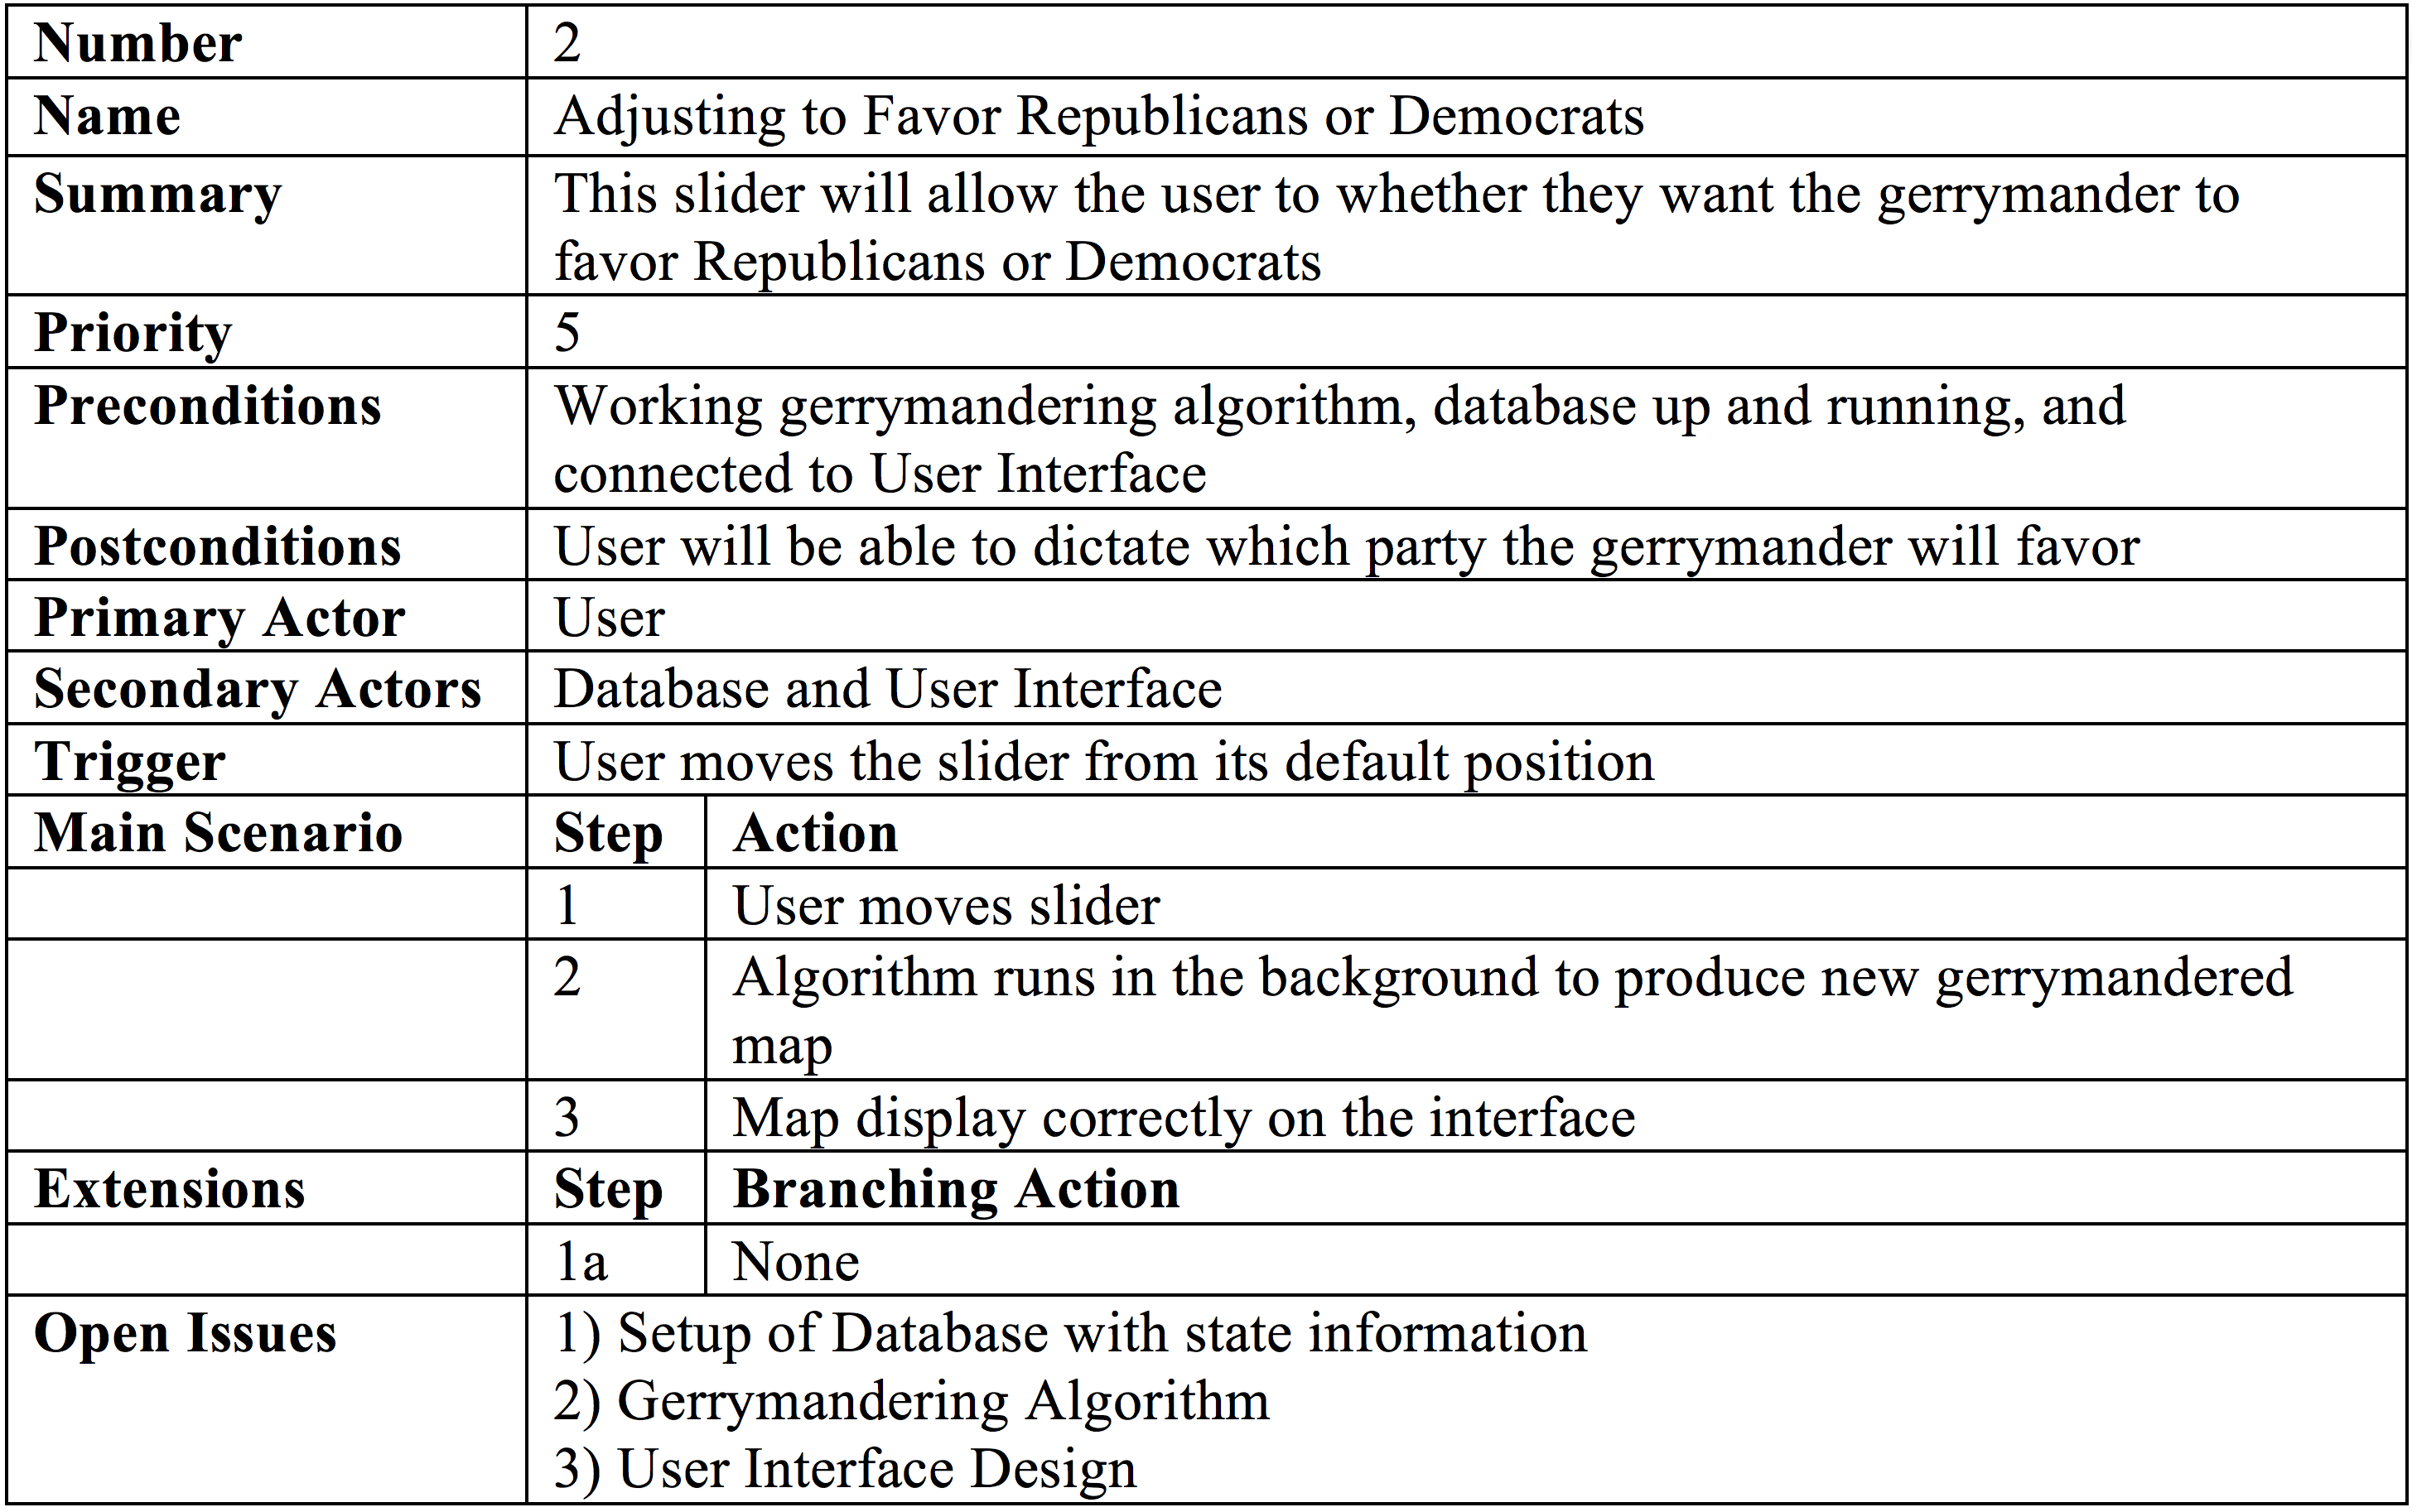 Number 2
Name Adjusting to Favor Republicans or Democrats
Summary This slider will allow the user to whether they want the gerrymander to
favor Republicans or Democrats
Priority 5
Preconditions Working gerrymandering algorithm, database up and running, and
connected to User Interface
Postconditions User will be able to dictate which party the gerrymander will favor
Primary Actor User
Secondary Actors Database and User Interface
Trigger User moves the slider from its default position
Main Scenario Step Action
1 User moves slider
2 Algorithm runs in the background to produce new gerrymandered
map
3 Map display correctly on the interface
Extensions Step Branching Action
1a None
Open Issues 1) Setup of Database with state information
2) Gerrymandering Algorithm
3) User Interface Design